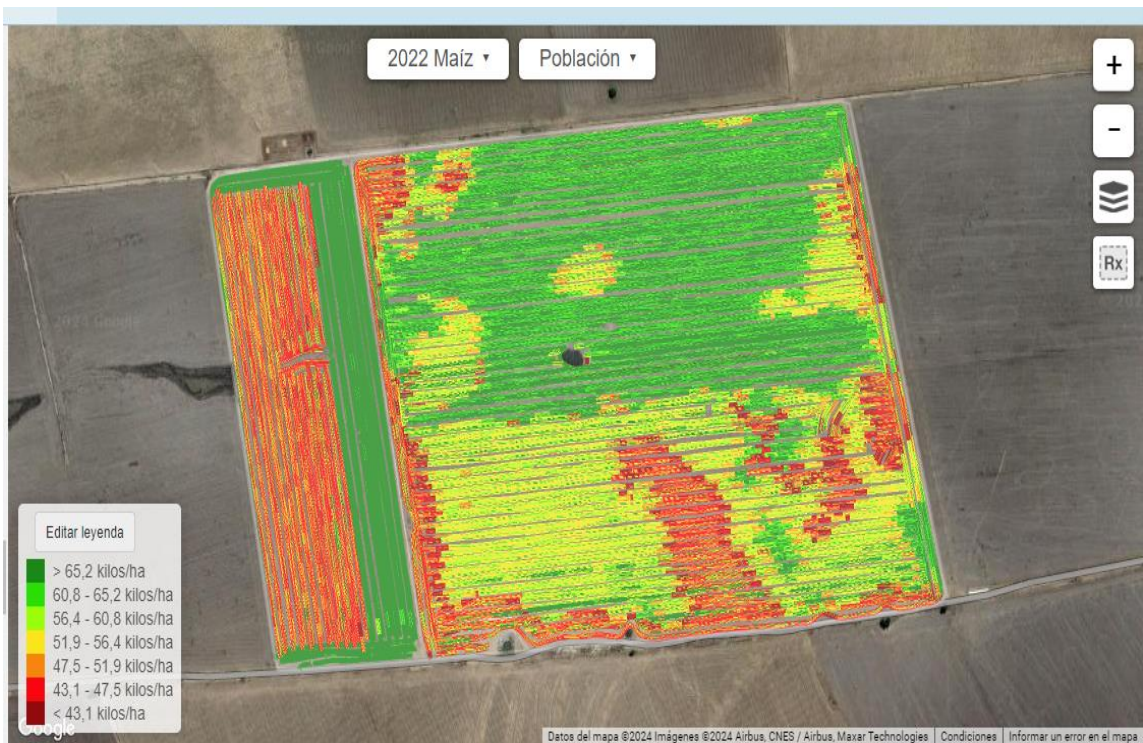 2022 Maíz
Población
+
-
Rx
Editar leyenda
> 65,2 kilos/ha
60,8 - 65,2 kilos/ha
56,4 - 60,8 kilos/ha
51,9 - 56,4 kilos/ha
47,5 - 51,9 kilos/ha
43,1 - 47,5 kilos/ha
< 43,1 kilos/ha
Google
Datos del mapa ©2024 Imágenes ©2024 Airbus, CNES / Airbus, Maxar Technologies
Condiciones
Informar un error en el mapa